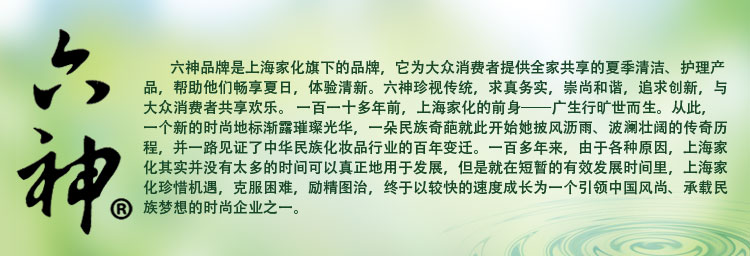 六神®
六神品牌是上海家化旗下的品牌，它为大众消费者提供全家共享的夏季清洁、护理产
品，帮助他们畅享夏日，体验清新。六神珍视传统，求真务实，崇尚和谐，追求创新，与
大众消费者共享欢乐。 一百一十多年前，上海家化的前身——广生行旷世而生。从此，
一个新的时尚地标渐露璀璨光华，一朵民族奇葩就此开始她披风沥雨、波澜壮阔的传奇历
程，并一路见证了中华民族化妆品行业的百年变迁。一百多年来，由于各种原因，上海家
化其实并没有太多的时间可以真正地用于发展，但是就在短暂的有效发展时间里，上海家
化珍惜机遇，克服困难，励精图治，终于以较快的速度成长为一个引领中国风尚、承载民
族梦想的时尚企业之一。